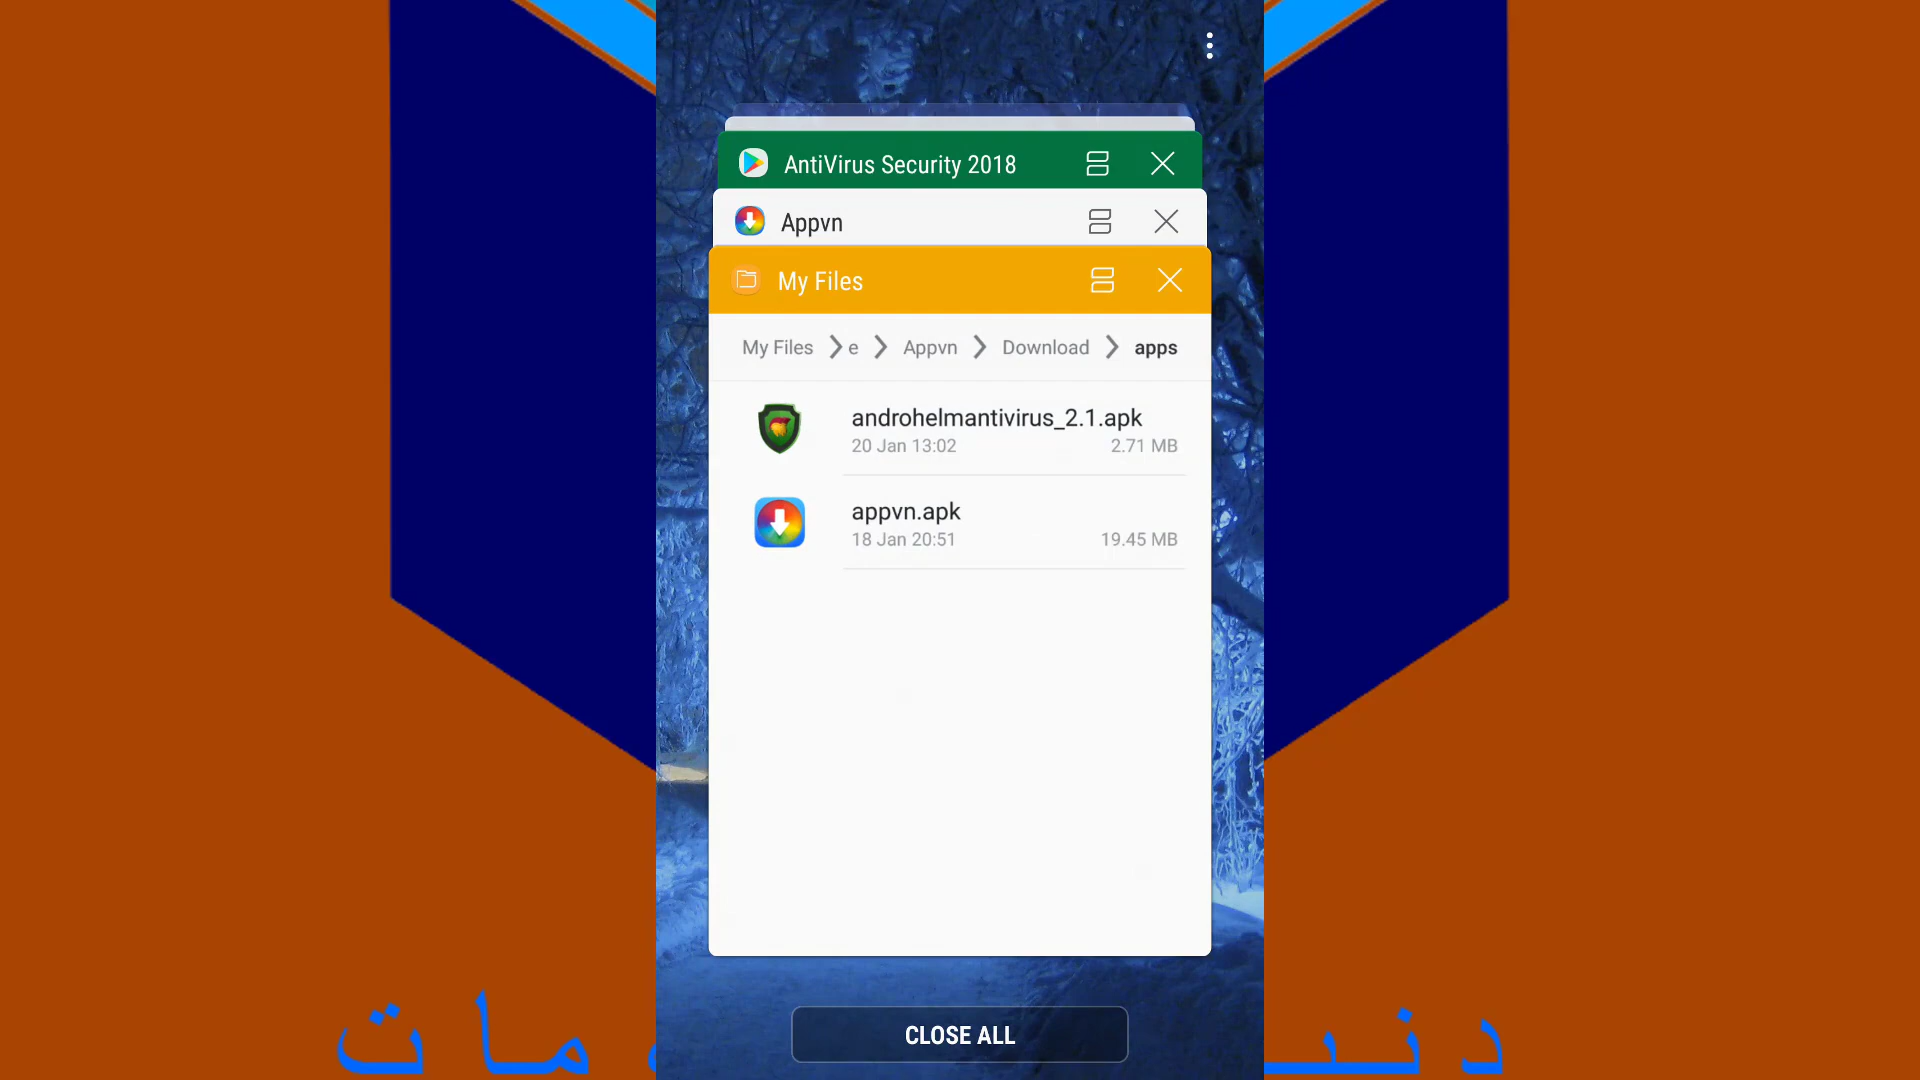 AntiVirus Security 2018
Appvn
My Files
My Files e Appvn Download apps
androhelmantivirus_2.1.apk
20 Jan 13:02 2.71 MB
appvn.apk
18 Jan 20:51 19.45 MB
CLOSE ALL